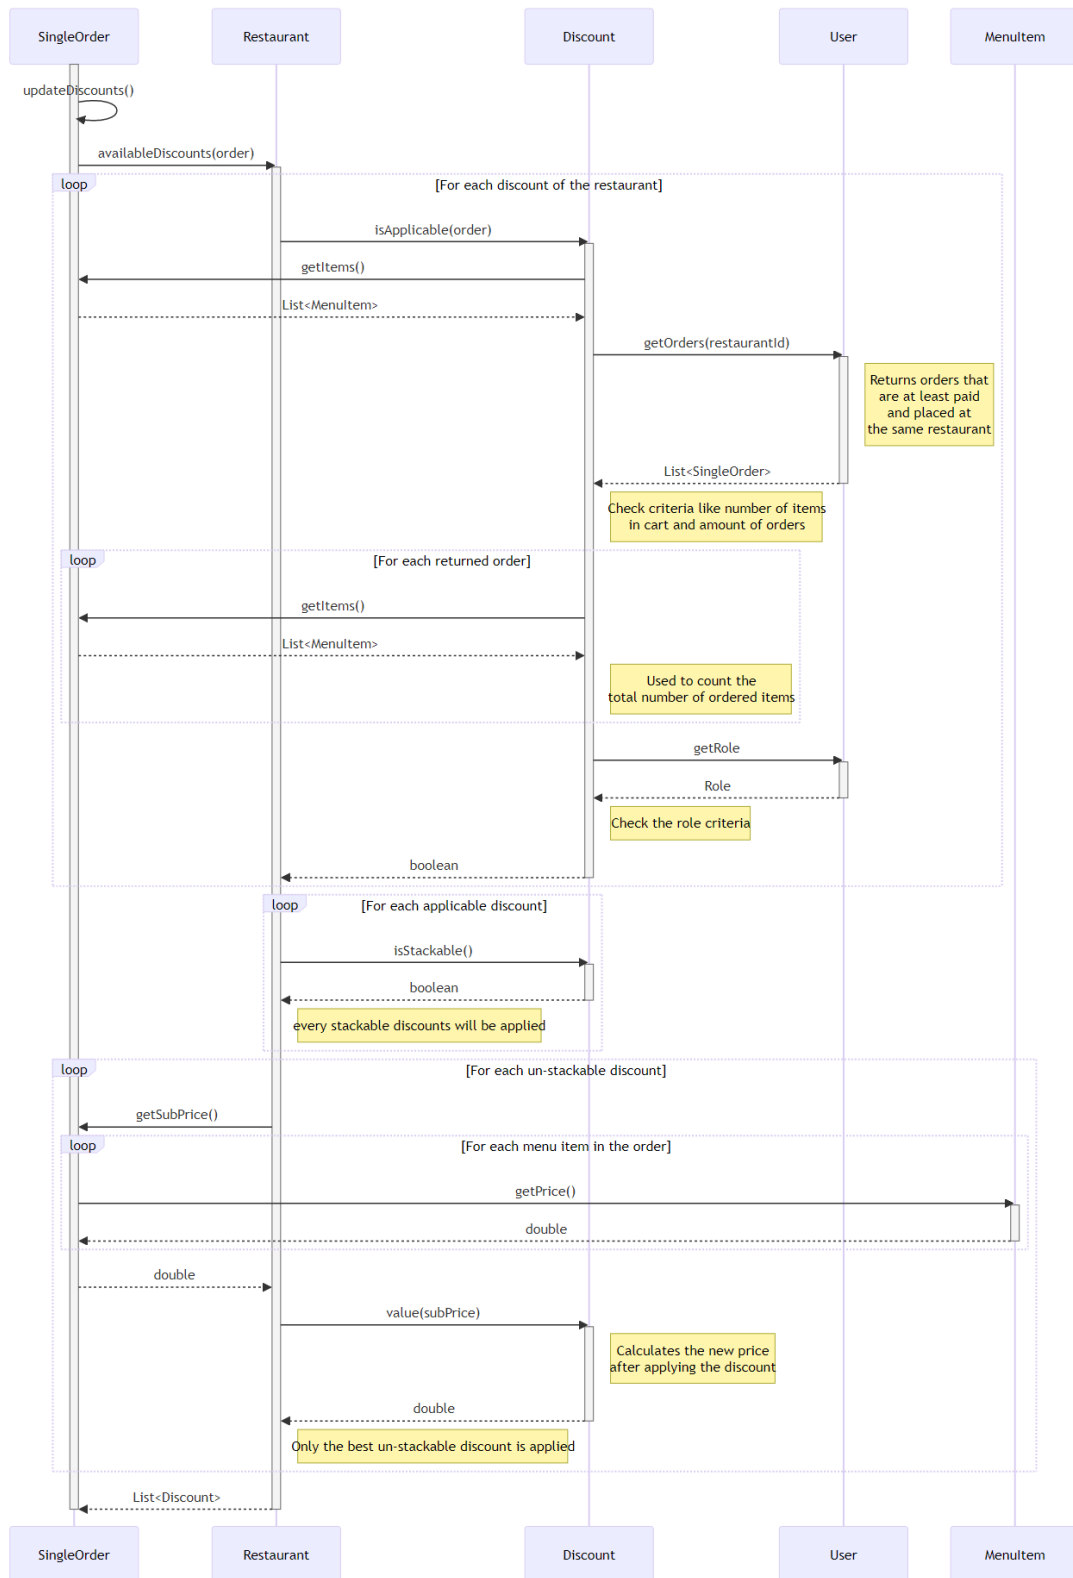 SingleOrder
Restaurant
Discount
User
MenuItem
updateDiscounts()
availableDiscounts(order)
loop
[For each discount of the restaurant]
isApplicable(order)
getItems()
List<MenuItem>
getOrders(restaurantId)
Returns orders that
are at least paid
and placed at
the same restaurant
List<SingleOrder>
Check criteria like number of items
in cart and amount of orders
loop
[For each returned order]
getItems()
List<MenuItem>
Used to count the
total number of ordered items
getRole
Role
Check the role criteria
boolean
loop
[For each applicable discount]
isStackable()
boolean
every stackable discounts will be applied
loop
[For each un-stackable discount]
getSubPrice()
loop
[For each menu item in the order]
getPrice()
double
double
value(subPrice)
Calculates the new price
after applying the discount
double
Only the best un-stackable discount is applied
List<Discount>
SingleOrder
Restaurant
Discount
User
MenuItem